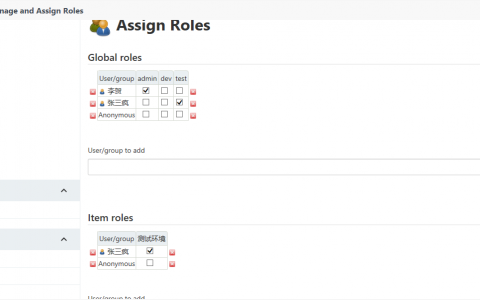 nage and Assign Roles
Assign Roles
Global roles
User/group admin dev test
李贺
张三疯
Anonymous
User/group to add
Item roles
User/group 测试环境
张三疯
Anonymous
User/group to add